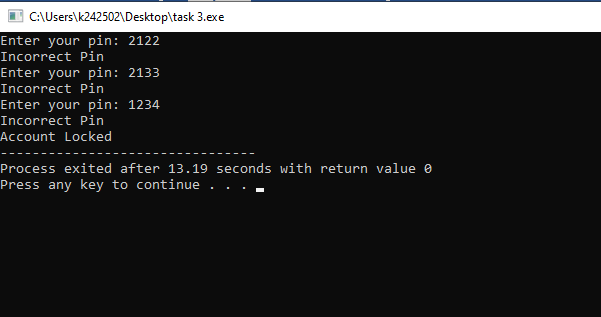 C:\Users\k242502\Desktop\task 3.exe
Enter your pin: 2122
Incorrect Pin
Enter your pin: 2133
Incorrect Pin
Enter your pin: 1234
Incorrect Pin
Account Locked
--------------------------------
Process exited after 13.19 seconds with return value 0
Press any key to continue . . .